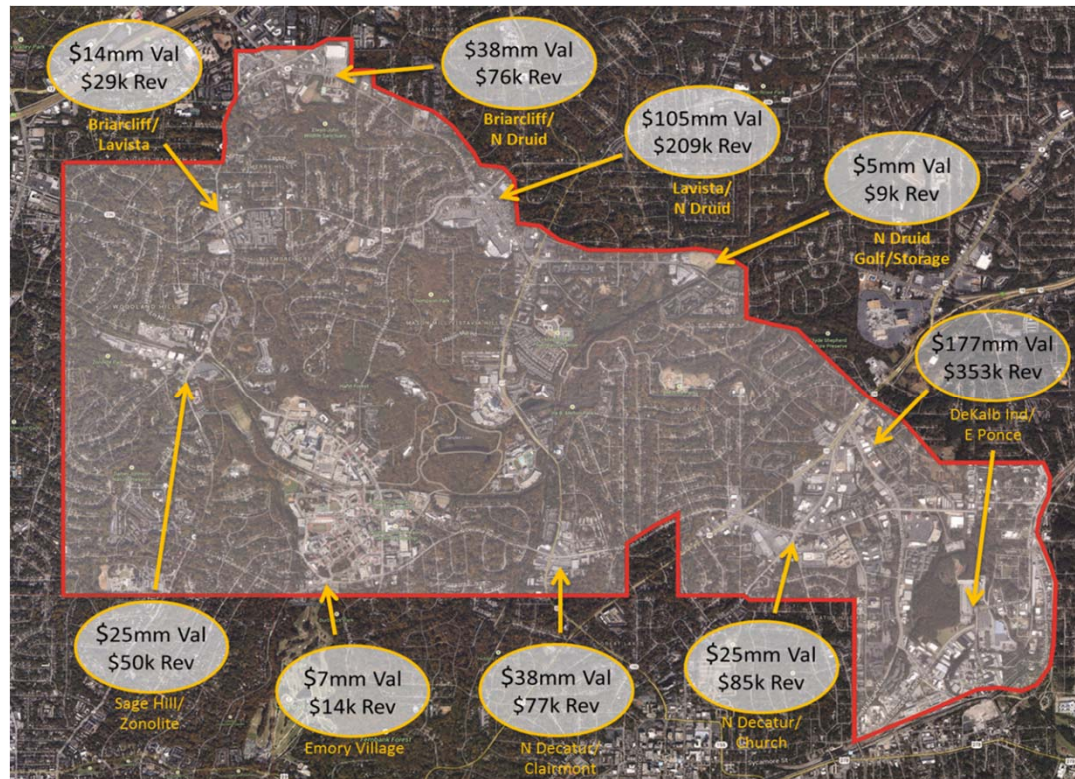 $14mm Val
$29k Rev
Briarcliff/
Lavista
$38mm Val
$76k Rev
Briarcliff/
N Druid
$105mm Val
$209k Rev
Lavista/
N Druid
$5mm Val
$9k Rev
N Druid
Golf/Storage
$177mm Val
$353k Rev
DeKalb Ind/
E Ponce
$25mm Val
$50k Rev
Sage Hill/
Zonolite
$7mm Val
$14k Rev
Emory Village
$38mm Val
$77k Rev
N Decatur/
Clairmont
$25mm Val
$85k Rev
N Decatur/
Church
Sycamore St